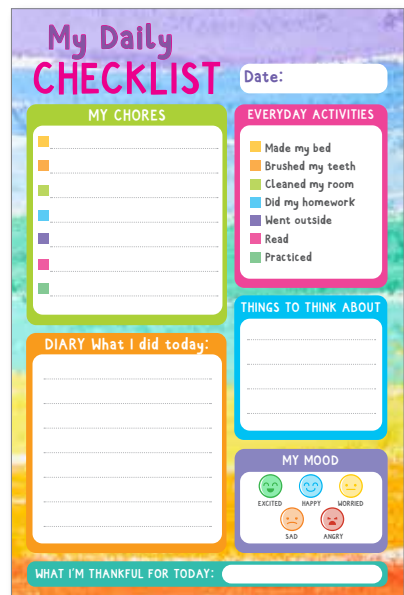 My Daily
CHECKLIST
Date:
MY CHORES
EVERYDAY ACTIVITIES
Made my bed
Brushed my teeth
Cleaned my room
Did my homework
Went outside
Read
Practiced
THINGS TO THINK ABOUT
DIARY What I did today:
MY MOOD
EXCITED HAPPY WORRIED
SAD ANGRY
WHAT I'M THANKFUL FOR TODAY: